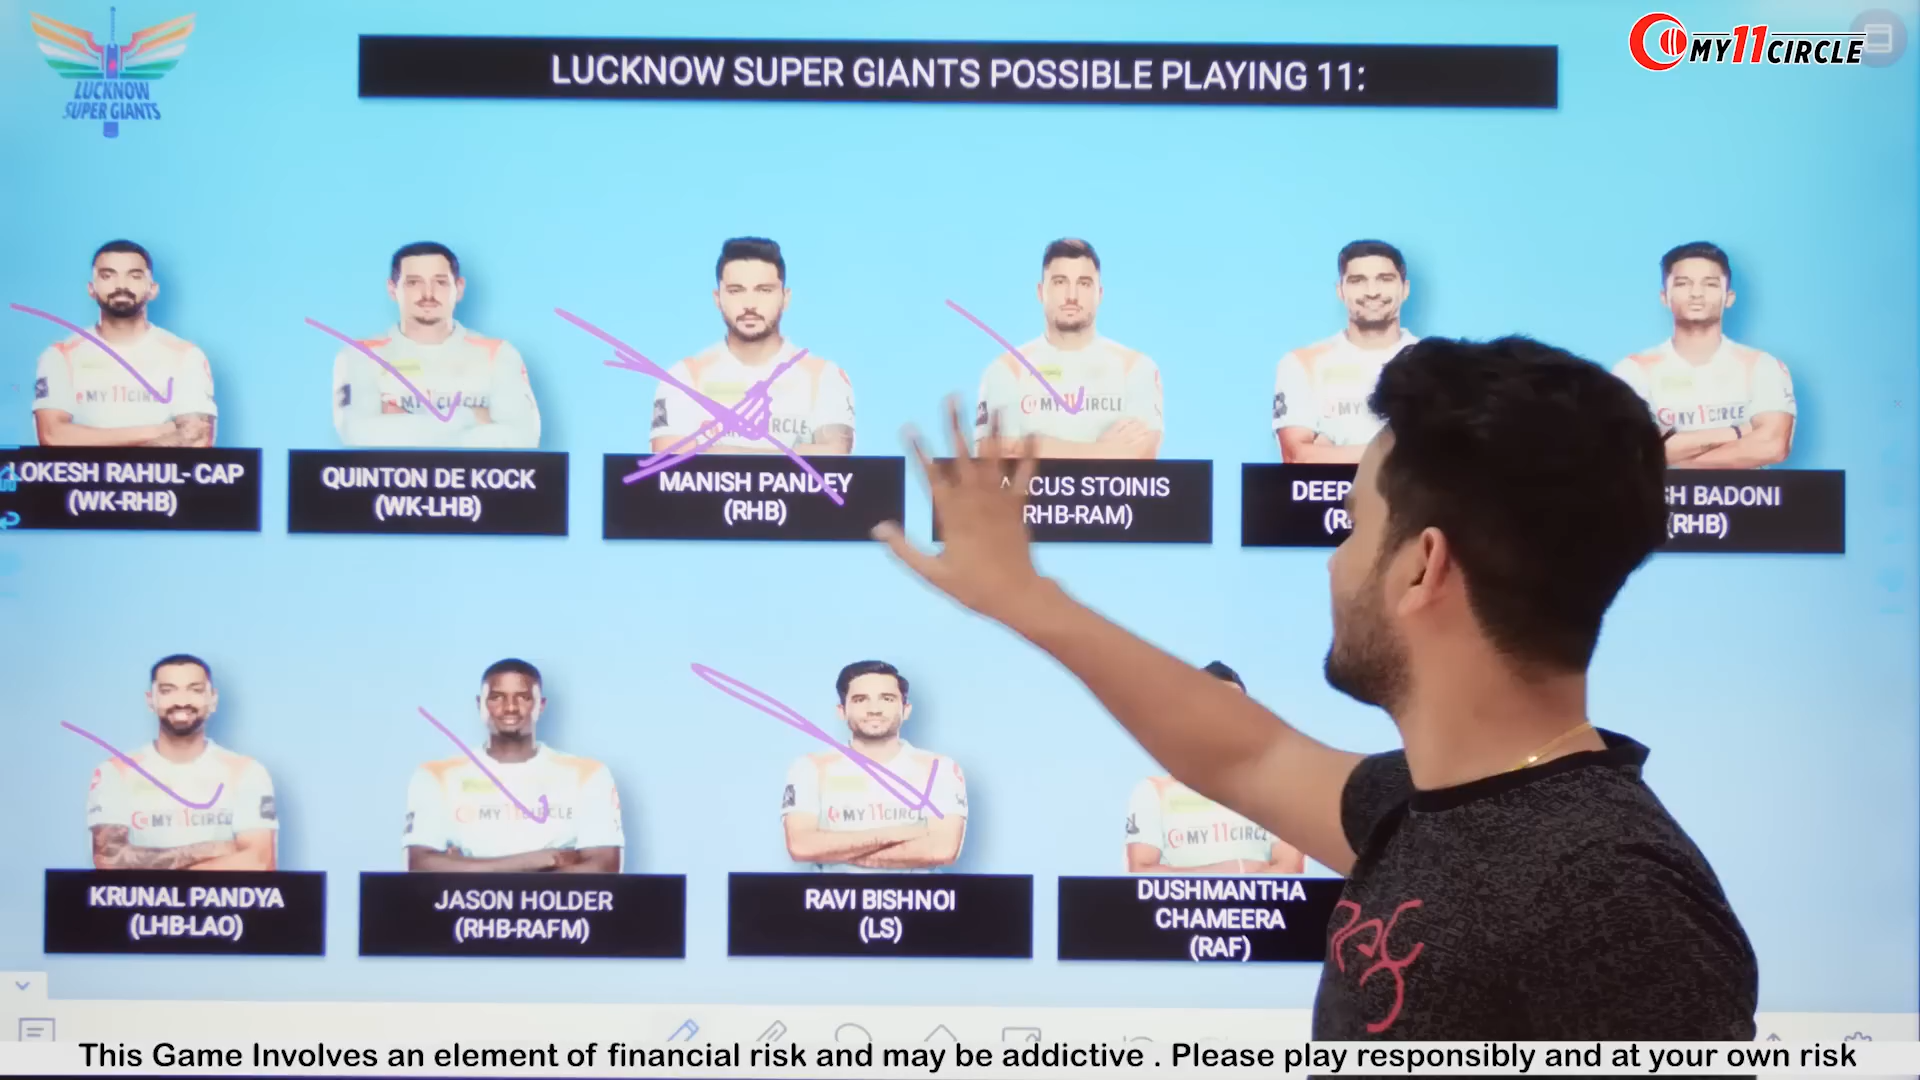 LUCKNOW
SUPER GIANTS
LUCKNOW SUPER GIANTS POSSIBLE PLAYING 11:
MY11CIRCLE
LOKESH RAHUL- CAP
(WK-RHB)
QUINTON DE KOCK
(WK-LHB)
MANISH PANDEY
(RHB)
STOINIS
RHB-RAM)
BADONI
(RHB)
KRUNAL PANDYA
(LHB-LAO)
JASON HOLDER
(RHB-RAFM)
RAVI BISHNOI
(LS)
DUSHMANTHA
CHAMEERA
(RAF)
This Game Involves an element of financial risk and may be addictive . Please play responsibly and at your own risk